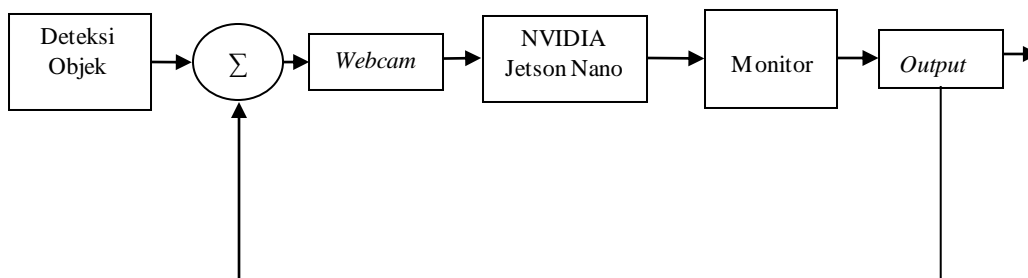 Deteksi
Objek
∑
Webcam
NVIDIA
Jetson Nano
Monitor
Output